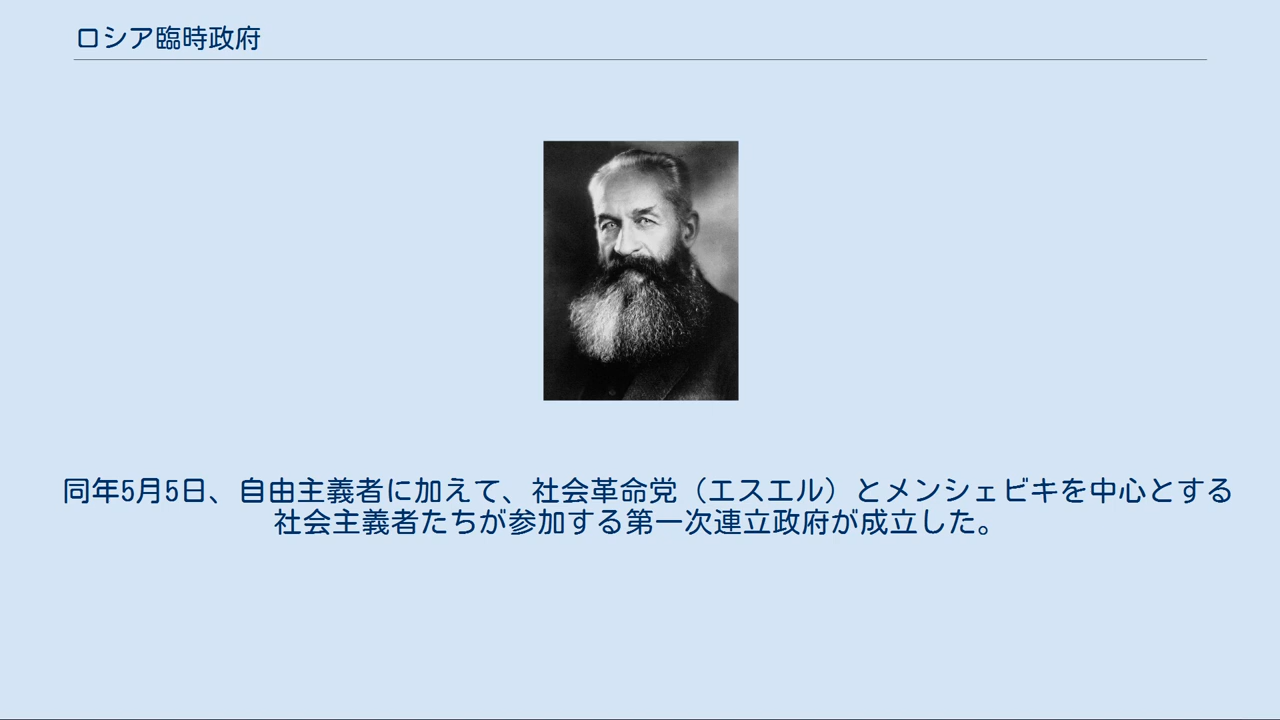 ロシア臨時政府
同年5月5日、自由主義者に加えて、社会革命党（エスエル）とメンシェビキを中心とする
社会主義者たちが参加する第一次連立政府が成立した。